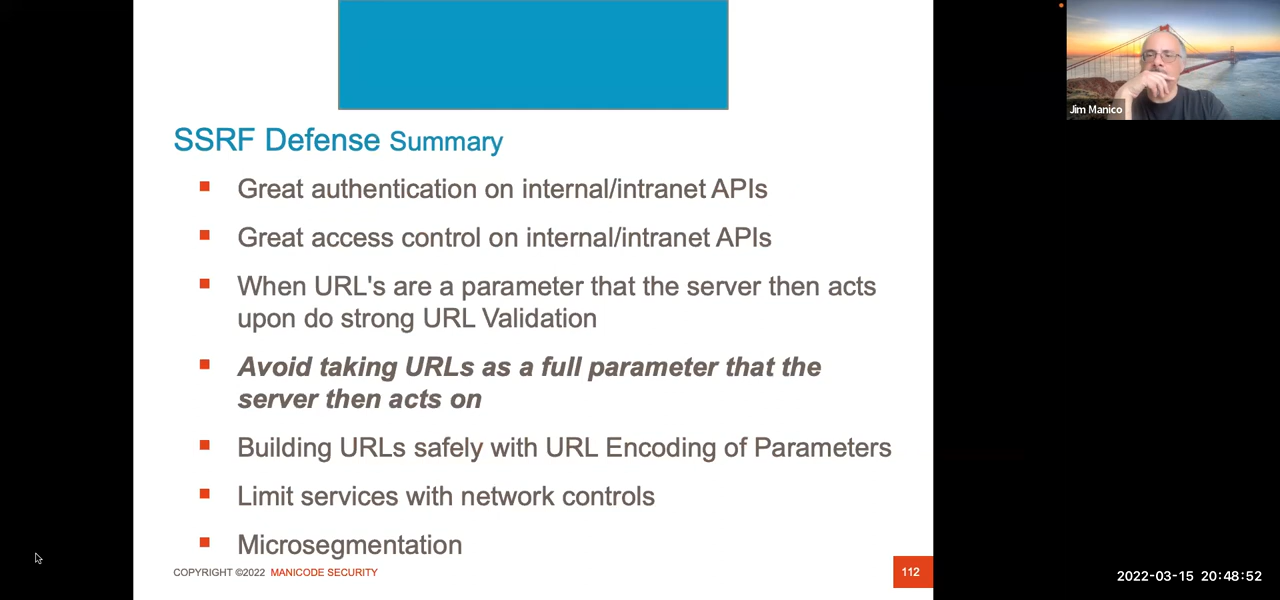 SSRF Defense Summary
Great authentication on internal/intranet APIs
Great access control on internal/intranet APIs
When URL's are a parameter that the server then acts
upon do strong URL Validation
Avoid taking URLs as a full parameter that the
server then acts on
Building URLs safely with URL Encoding of Parameters
Limit services with network controls
Microsegmentation
COPYRIGHT ©2022 MANICODE SECURITY
112
Jim Manico
2022-03-15 20:48:52